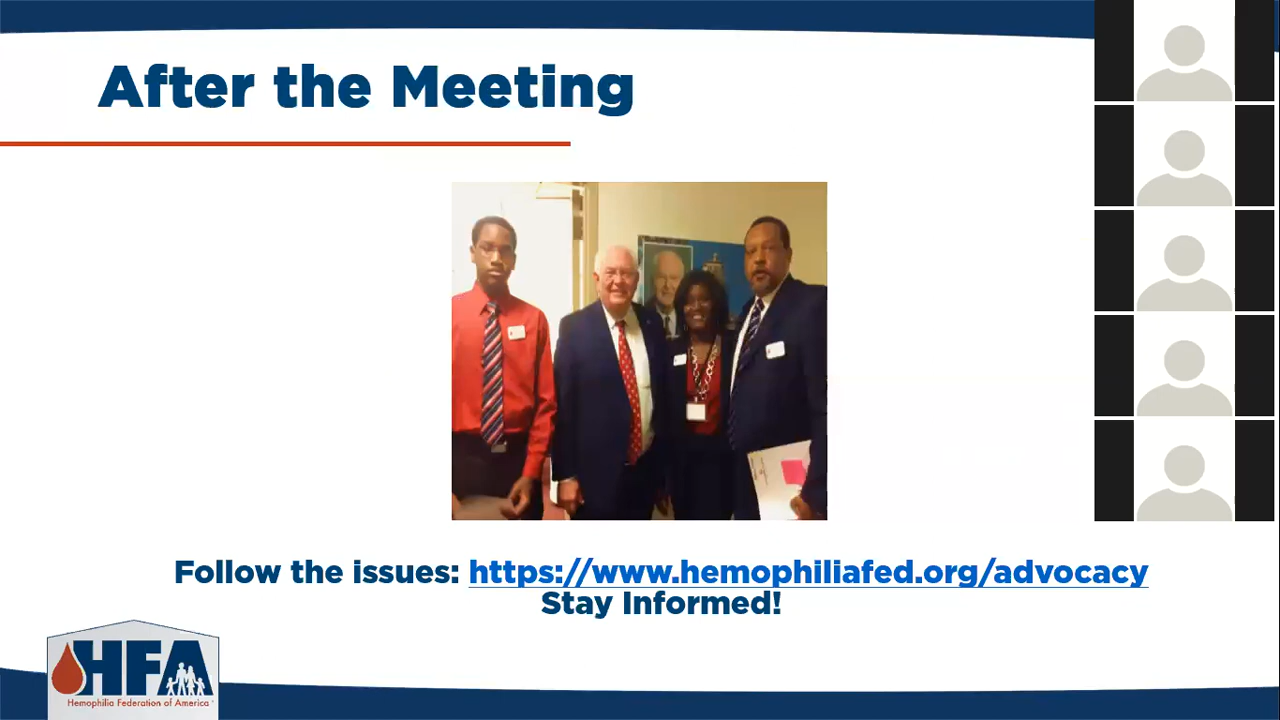 After the Meeting
Follow the issues: https://www.hemophiliafed.org/advocacy
Stay Informed!
HFA
Hemophilia Federation of America